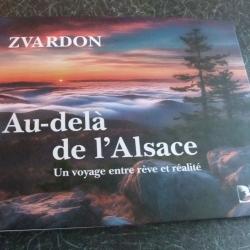 ZVARDON
Au-delà
de l'Alsace
Un voyage entre rêve et réalité